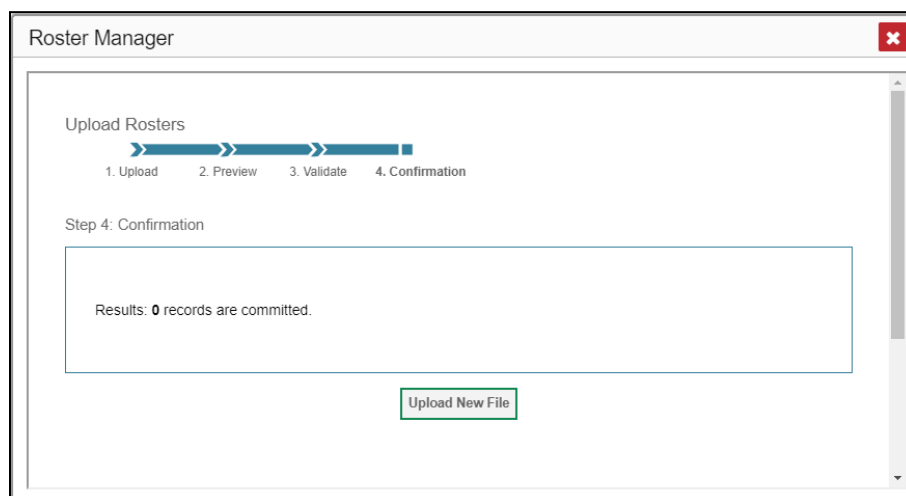 Roster Manager
Upload Rosters
1. Upload 2. Preview 3. Validate 4. Confirmation
Step 4: Confirmation
Results: 0 records are committed.
Upload New File